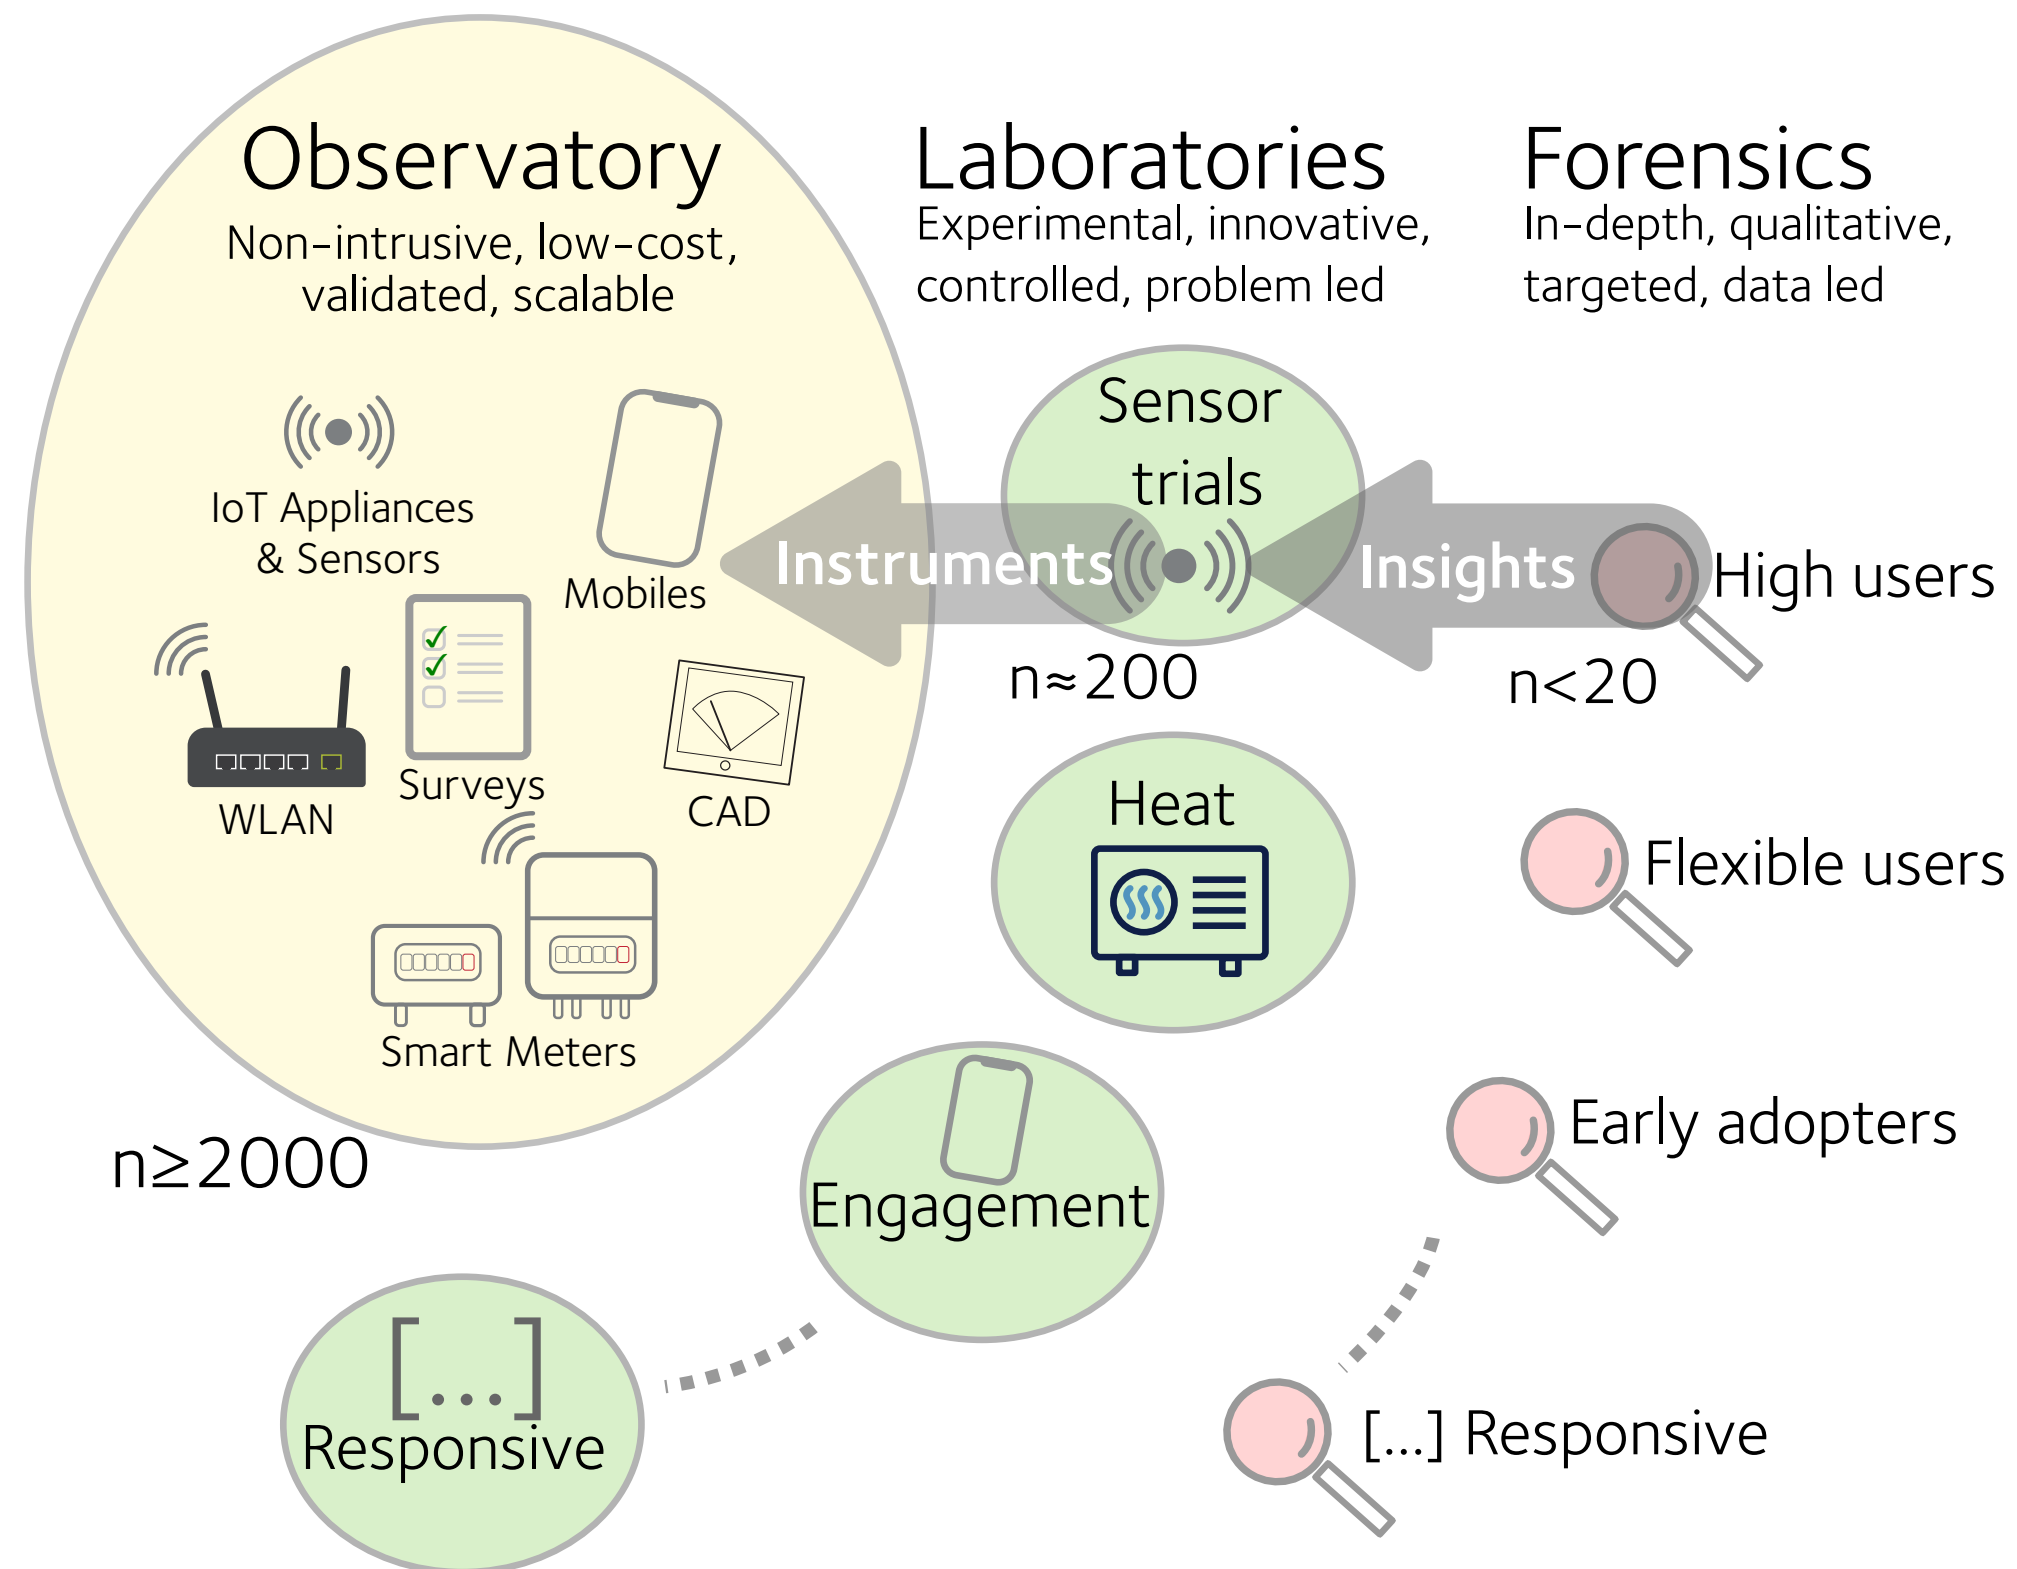 Observatory
Non-intrusive, low-cost,
validated, scalable
IoT Appliances
& Sensors
Mobiles
WLAN
Surveys
CAD
Smart Meters
n≥2000
Laboratories
Experimental, innovative,
controlled, problem led
Sensor
trials
Instruments
n≈200
Heat
Engagement
[...]
Responsive
Forensics
In-depth, qualitative,
targeted, data led
Insights
High users
n<20
Flexible users
Early adopters
[...] Responsive